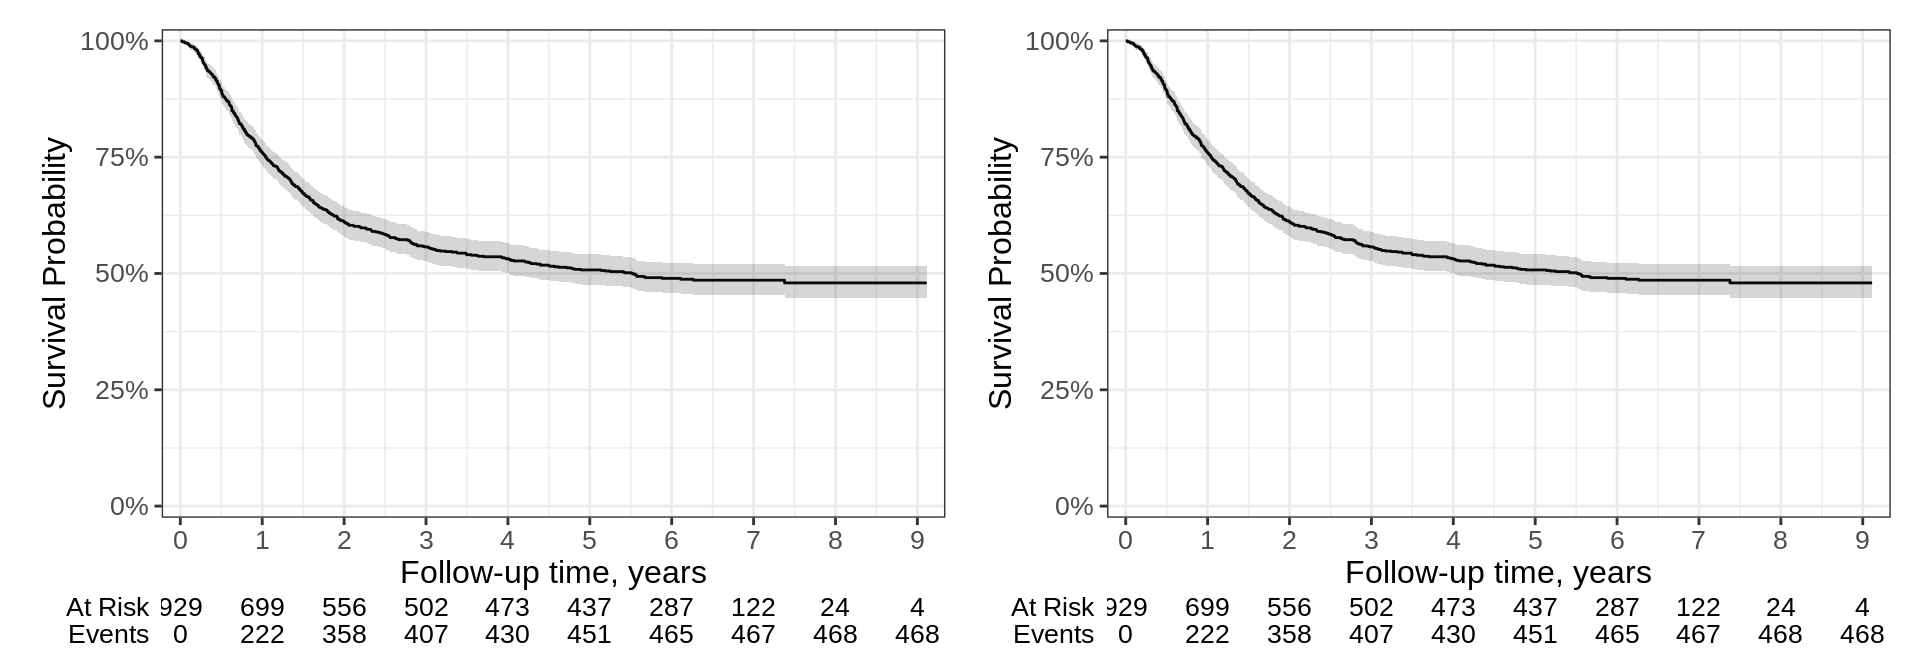 100%
75%
50%
25%
0%
Survival Probability
0 1 2 3 4 5 6 7 8 9
Follow-up time, years
At Risk 929 699 556 502 473 437 287 122 24 4
Events 0 222 358 407 430 451 465 467 468 468
100%
75%
50%
25%
0%
Survival Probability
0 1 2 3 4 5 6 7 8 9
Follow-up time, years
At Risk 929 699 556 502 473 437 287 122 24 4
Events 0 222 358 407 430 451 465 467 468 468